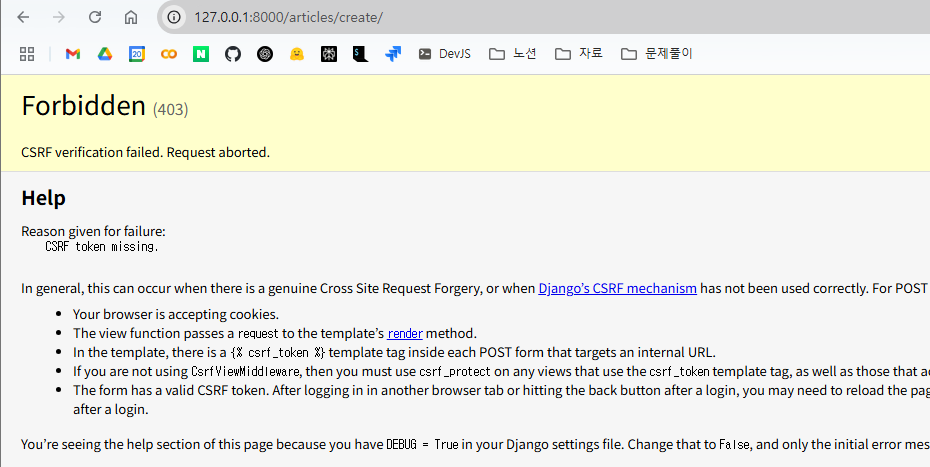 127.0.0.1:8000/articles/create/
20 N DevJS 노션 자료 문제풀이
Forbidden (403)
CSRF verification failed. Request aborted.
Help
Reason given for failure:
CSRF token missing.
In general, this can occur when there is a genuine Cross Site Request Forgery, or when Django's CSRF mechanism has not been used correctly. For POST
• Your browser is accepting cookies.
• The view function passes a request to the template's render method.
• In the template, there is a {% csrf_token %} template tag inside each POST form that targets an internal URL.
• If you are not using CsrfViewMiddleware, then you must use csrf_protect on any views that use the csrf_token template tag, as well as those that
• The form has a valid CSRF token. After logging in in another browser tab or hitting the back button after a login, you may need to reload the
after a login.
You're seeing the help section of this page because you have DEBUG = True in your Django settings file. Change that to False, and only the initial error